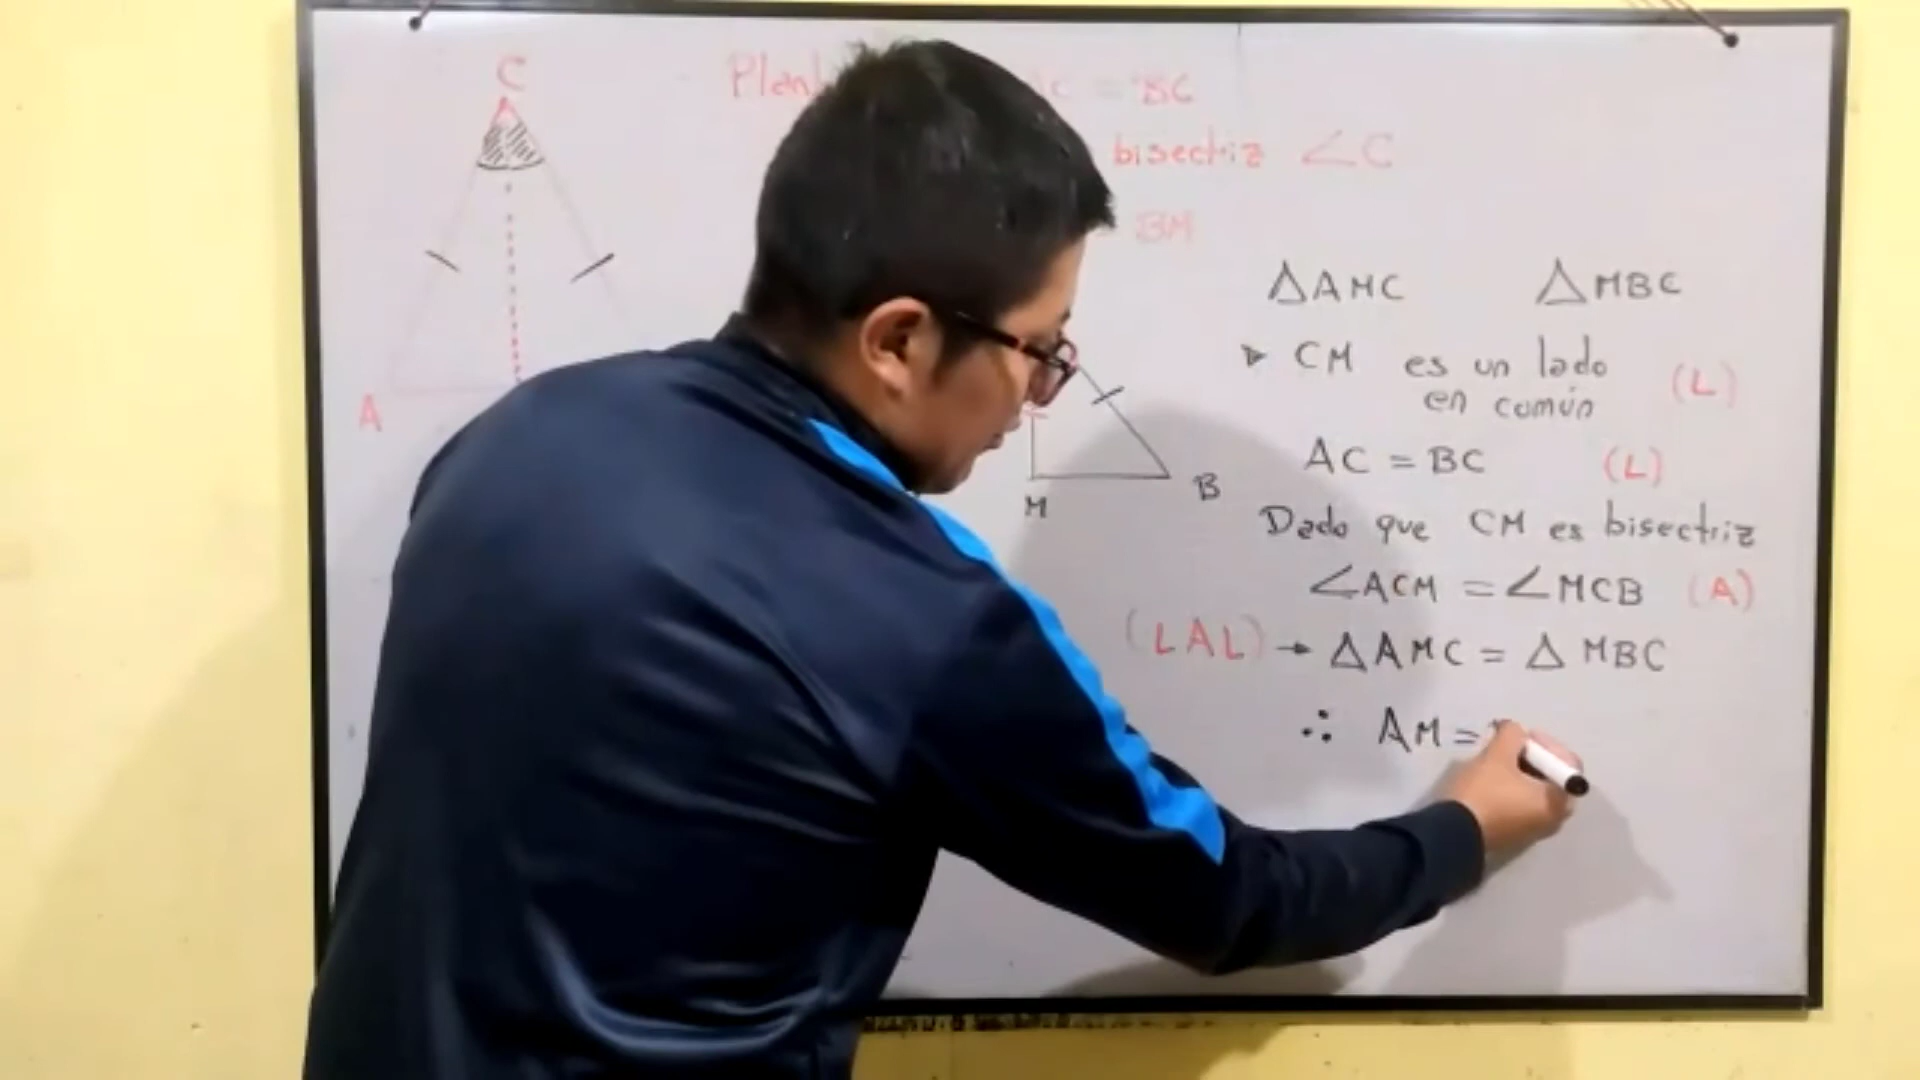 C
= BC
bisectriz ∠C
BM
A
M
B
△AMC △MBC
CM es un lado (L)
en común
AC = BC (L)
Dado que CM es bisectriz
∠ACM = ∠MCB (A)
(LAL) → △AMC = △MBC
∴ AM =